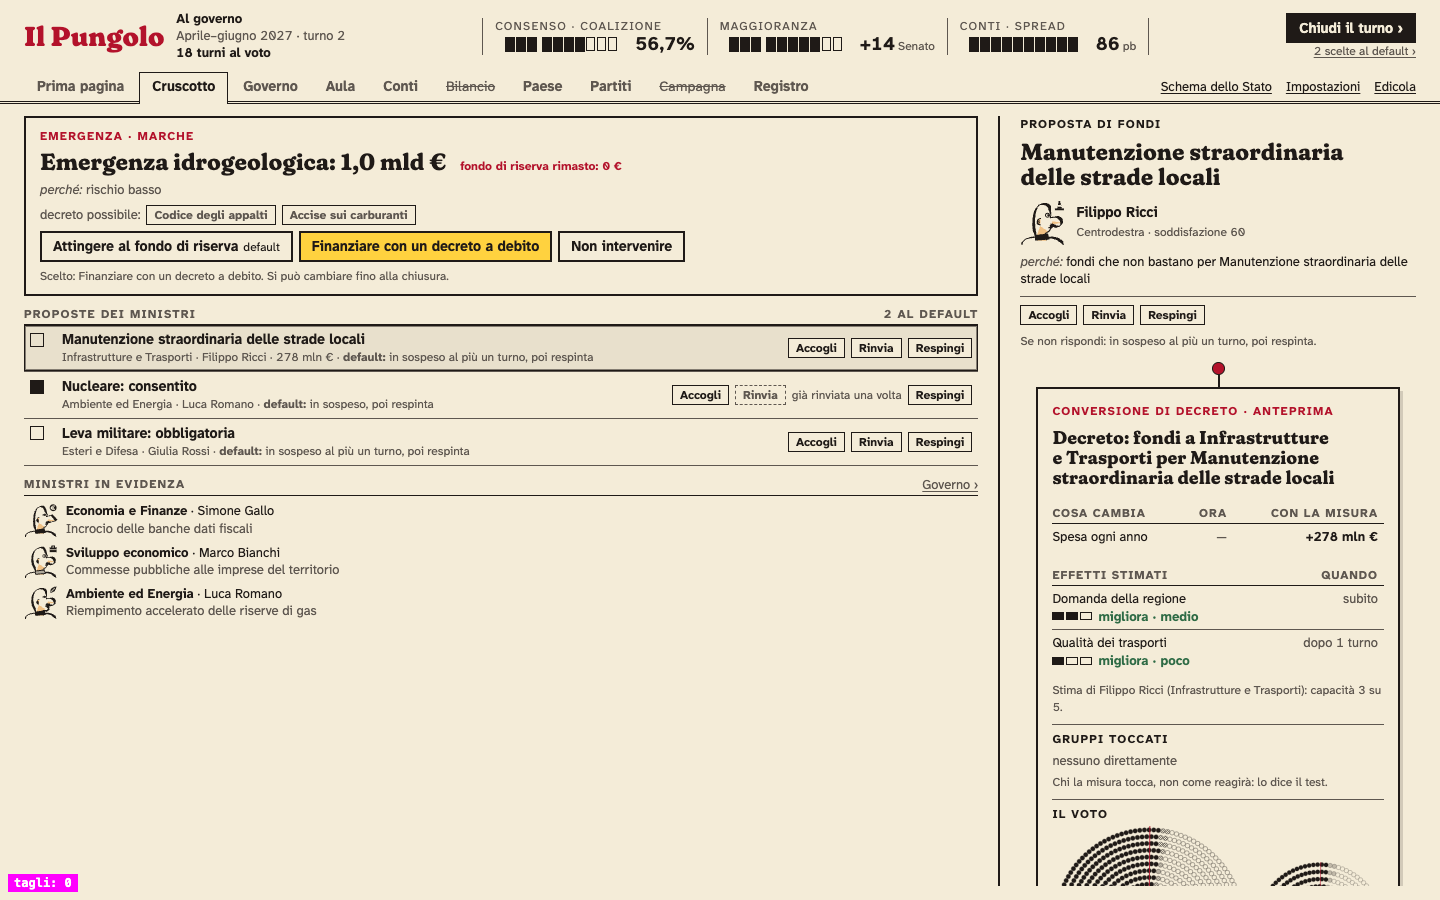 Il Pungolo
Al governo
Aprile–giugno 2027 · turno 2
18 turni al voto
CONSENSO · COALIZIONE
56,7%
MAGGIORANZA
+14 Senato
CONTI · SPREAD
86 pb
Chiudi il turno ›
2 scelte al default ›
Prima pagina
Cruscotto
Governo
Aula
Conti
Bilancio
Paese
Partiti
Campagna
Registro
Schema dello Stato
Impostazioni
Edicola
EMERGENZA · MARCHE
Emergenza idrogeologica: 1,0 mld € fondo di riserva rimasto: 0 €
perché: rischio basso
decreto possibile: Codice degli appalti Accise sui carburanti
Attingere al fondo di riserva default Finanziare con un decreto a debito Non intervenire
Scelto: Finanziare con un decreto a debito. Si può cambiare fino alla chiusura.
PROPOSTE DEI MINISTRI 2 AL DEFAULT
Manutenzione straordinaria delle strade locali
Infrastrutture e Trasporti · Filippo Ricci · 278 mln € · default: in sospeso al più un turno, poi respinta
Accogli Rinvia Respingi
Nucleare: consentito
Ambiente ed Energia · Luca Romano · default: in sospeso, poi respinta
Accogli Rinvia già rinviata una volta Respingi
Leva militare: obbligatoria
Esteri e Difesa · Giulia Rossi · default: in sospeso al più un turno, poi respinta
Accogli Rinvia Respingi
MINISTRI IN EVIDENZA Governo ›
Economia e Finanze · Simone Gallo
Incrocio delle banche dati fiscali
Sviluppo economico · Marco Bianchi
Commesse pubbliche alle imprese del territorio
Ambiente ed Energia · Luca Romano
Riempimento accelerato delle riserve di gas
tagli: 0
PROPOSTA DI FONDI
Manutenzione straordinaria
delle strade locali
Filippo Ricci
Centrodestra · soddisfazione 60
perché: fondi che non bastano per Manutenzione straordinaria delle
strade locali
Accogli Rinvia Respingi
Se non rispondi: in sospeso al più un turno, poi respinta.
CONVERSIONE DI DECRETO · ANTEPRIMA
Decreto: fondi a Infrastrutture
e Trasporti per Manutenzione
straordinaria delle strade locali
COSA CAMBIA ORA CON LA MISURA
Spesa ogni anno — +278 mln €
EFFETTI STIMATI QUANDO
Domanda della regione subito
migliora · medio
Qualità dei trasporti dopo 1 turno
migliora · poco
Stima di Filippo Ricci (Infrastrutture e Trasporti): capacità 3 su
5.
GRUPPI TOCCATI
nessuno direttamente
Chi la misura tocca, non come reagirà: lo dice il test.
IL VOTO